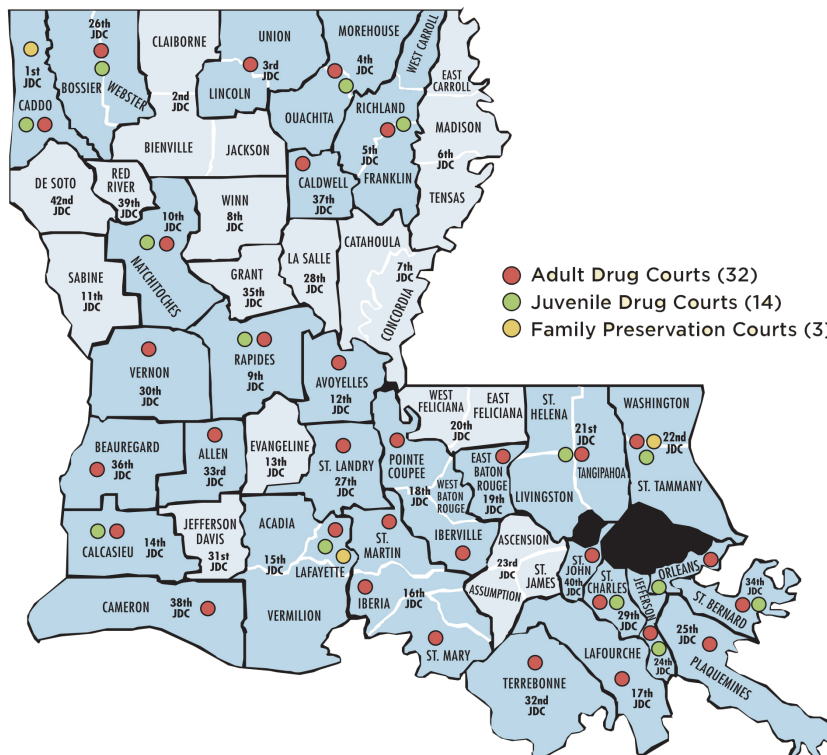 26th
JDC
CLAIBORNE
UNION
MOREHOUSE
WEST CARROLL
1st
JDC
BOSSIER
WEBSTER
3rd
JDC
4th
JDC
EAST
CARROLL
CADDO
2nd
JDC
LINCOLN
OUACHITA
RICHLAND
MADISON
BIENVILLE
JACKSON
5th
JDC
6th
JDC
DE SOTO
42nd
JDC
RED
RIVER
39th
JDC
WINN
8th
JDC
CALDWELL
37th
JDC
FRANKLIN
TENSAS
10th
JDC
NATCHITOCHES
SABINE
11th
JDC
GRANT
35th
JDC
LA SALLE
28th
JDC
CATAHOULA
7th
JDC
CONCORDIA
Adult Drug Courts (32)
Juvenile Drug Courts (14)
Family Preservation Courts (3)
VERNON
30th
JDC
RAPIDES
9th
JDC
AVOYELLES
12th
JDC
WEST
FELICIANA
EAST
FELICIANA
20th
JDC
ST.
HELENA
WASHINGTON
21st
JDC
22nd
JDC
BEAUREGARD
36th
JDC
ALLEN
33rd
JDC
EVANGELINE
13th
JDC
ST. LANDRY
27th
JDC
POINTE
COUPEE
18th
JDC
WEST
BATON
ROUGE
EAST
BATON
ROUGE
19th
JDC
LIVINGSTON
TANGIPAHOA
ST. TAMMANY
CALCASIEU
14th
JDC
JEFFERSON
DAVIS
31st
JDC
ACADIA
15th
JDC
LAFAYETTE
ST.
MARTIN
IBERVILLE
ASCENSION
23rd
JDC
ASSUMPTION
ST.
JAMES
ST.
JOHN
40th
JDC
ST.
CHARLES
29th
JDC
JEFFERSON
ORLEANS
34th
JDC
ST. BERNARD
CAMERON
38th
JDC
VERMILION
IBERIA
16th
JDC
ST. MARY
TERREBONNE
32nd
JDC
LAFOURCHE
17th
JDC
24th
JDC
25th
JDC
PLAQUEMINES